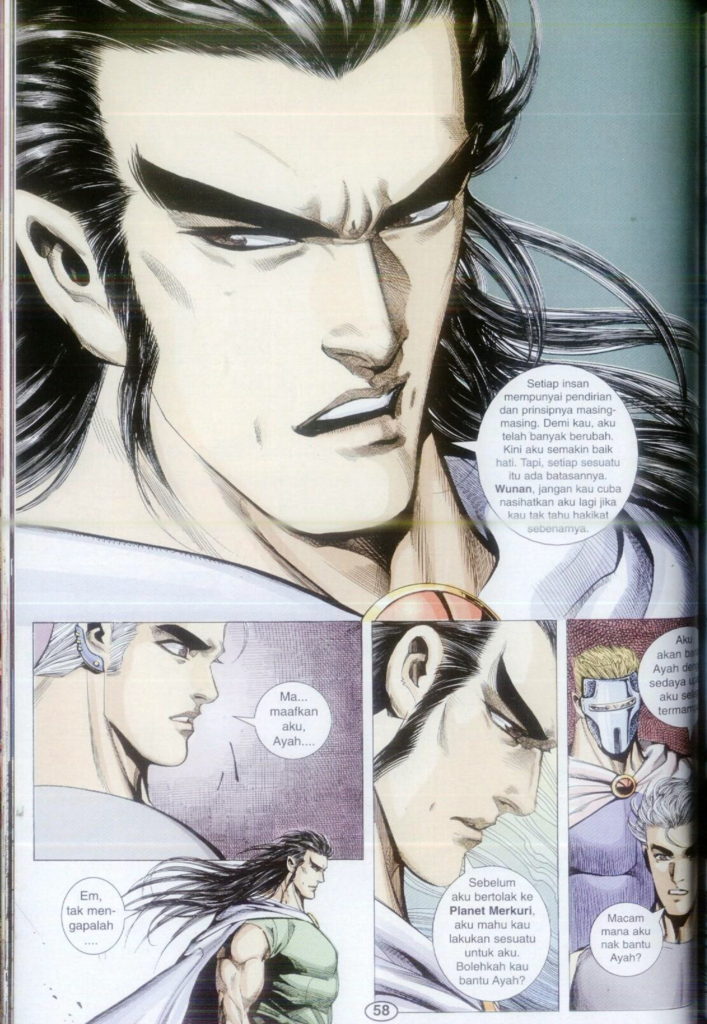 Setiap insan
mempunyai pendirian
dan prinsipnya masing-
masing. Demi kau, aku
telah banyak berubah.
Kini aku semakin baik
hati. Tapi, setiap sesuatu
itu ada batasannya.
Wunan, jangan kau cuba
nasihatkan aku lagi jika
kau tak tahu hakikat
sebenarnya.
Ma...
maafkan
aku,
Ayah....
Em,
tak men-
gapalah
....
Sebelum
aku bertolak ke
Planet Merkuri,
aku mahu kau
lakukan sesuatu
untuk aku.
Bolehkah kau
bantu Ayah?
Aku
akan
Ayah
sedaya
aku
Macam
mana aku
nak bantu
Ayah?
58